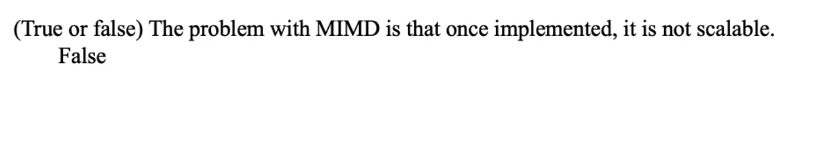 (True or false) The problem with MIMD is that once implemented, it is not scalable.
False